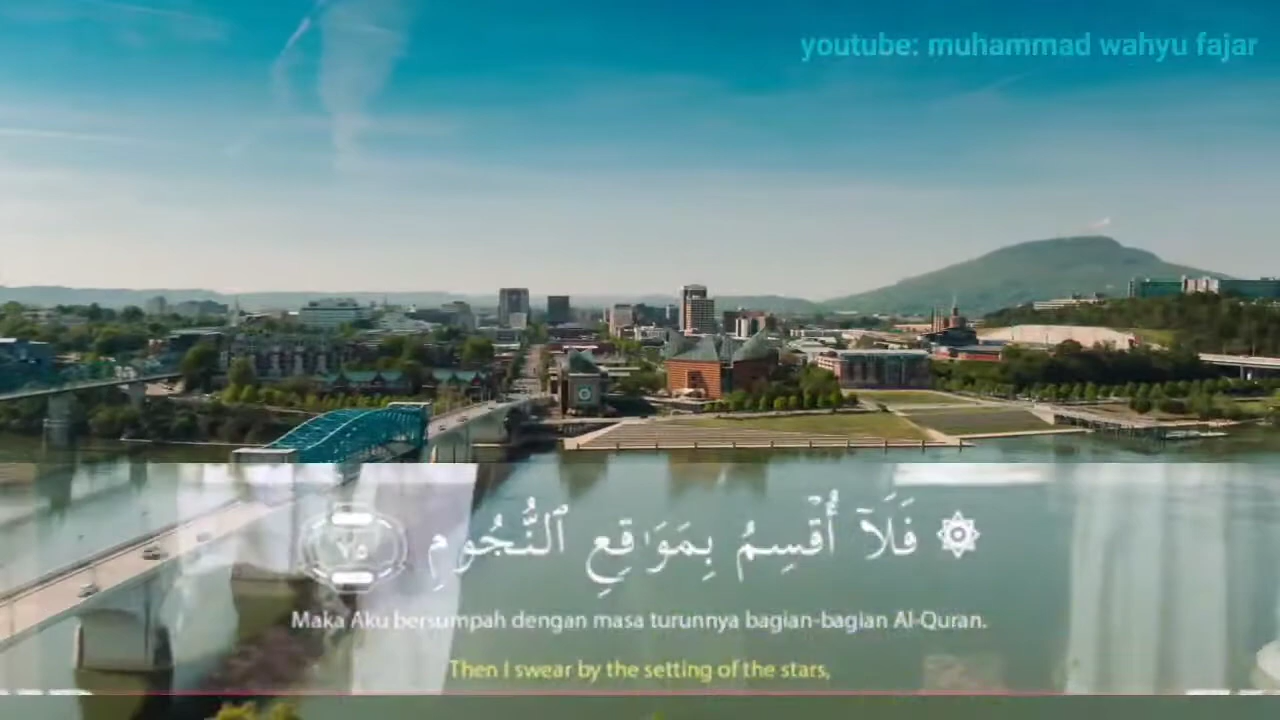 youtube: muhammad wahyu fajar
۞ فَلَآ أُقْسِمُ بِمَوَٰقِعِ ٱلنُّجُومِ ٧٥
Maka Aku bersumpah dengan masa turunnya bagian-bagian Al-Quran.
Then I swear by the setting of the stars,